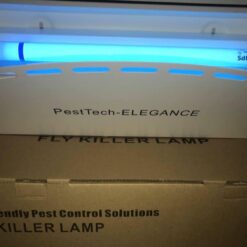 PestTech-ELEGANCE
FLY KILLER LAMP
endly Pest Control Solutions
KILLER LAMP